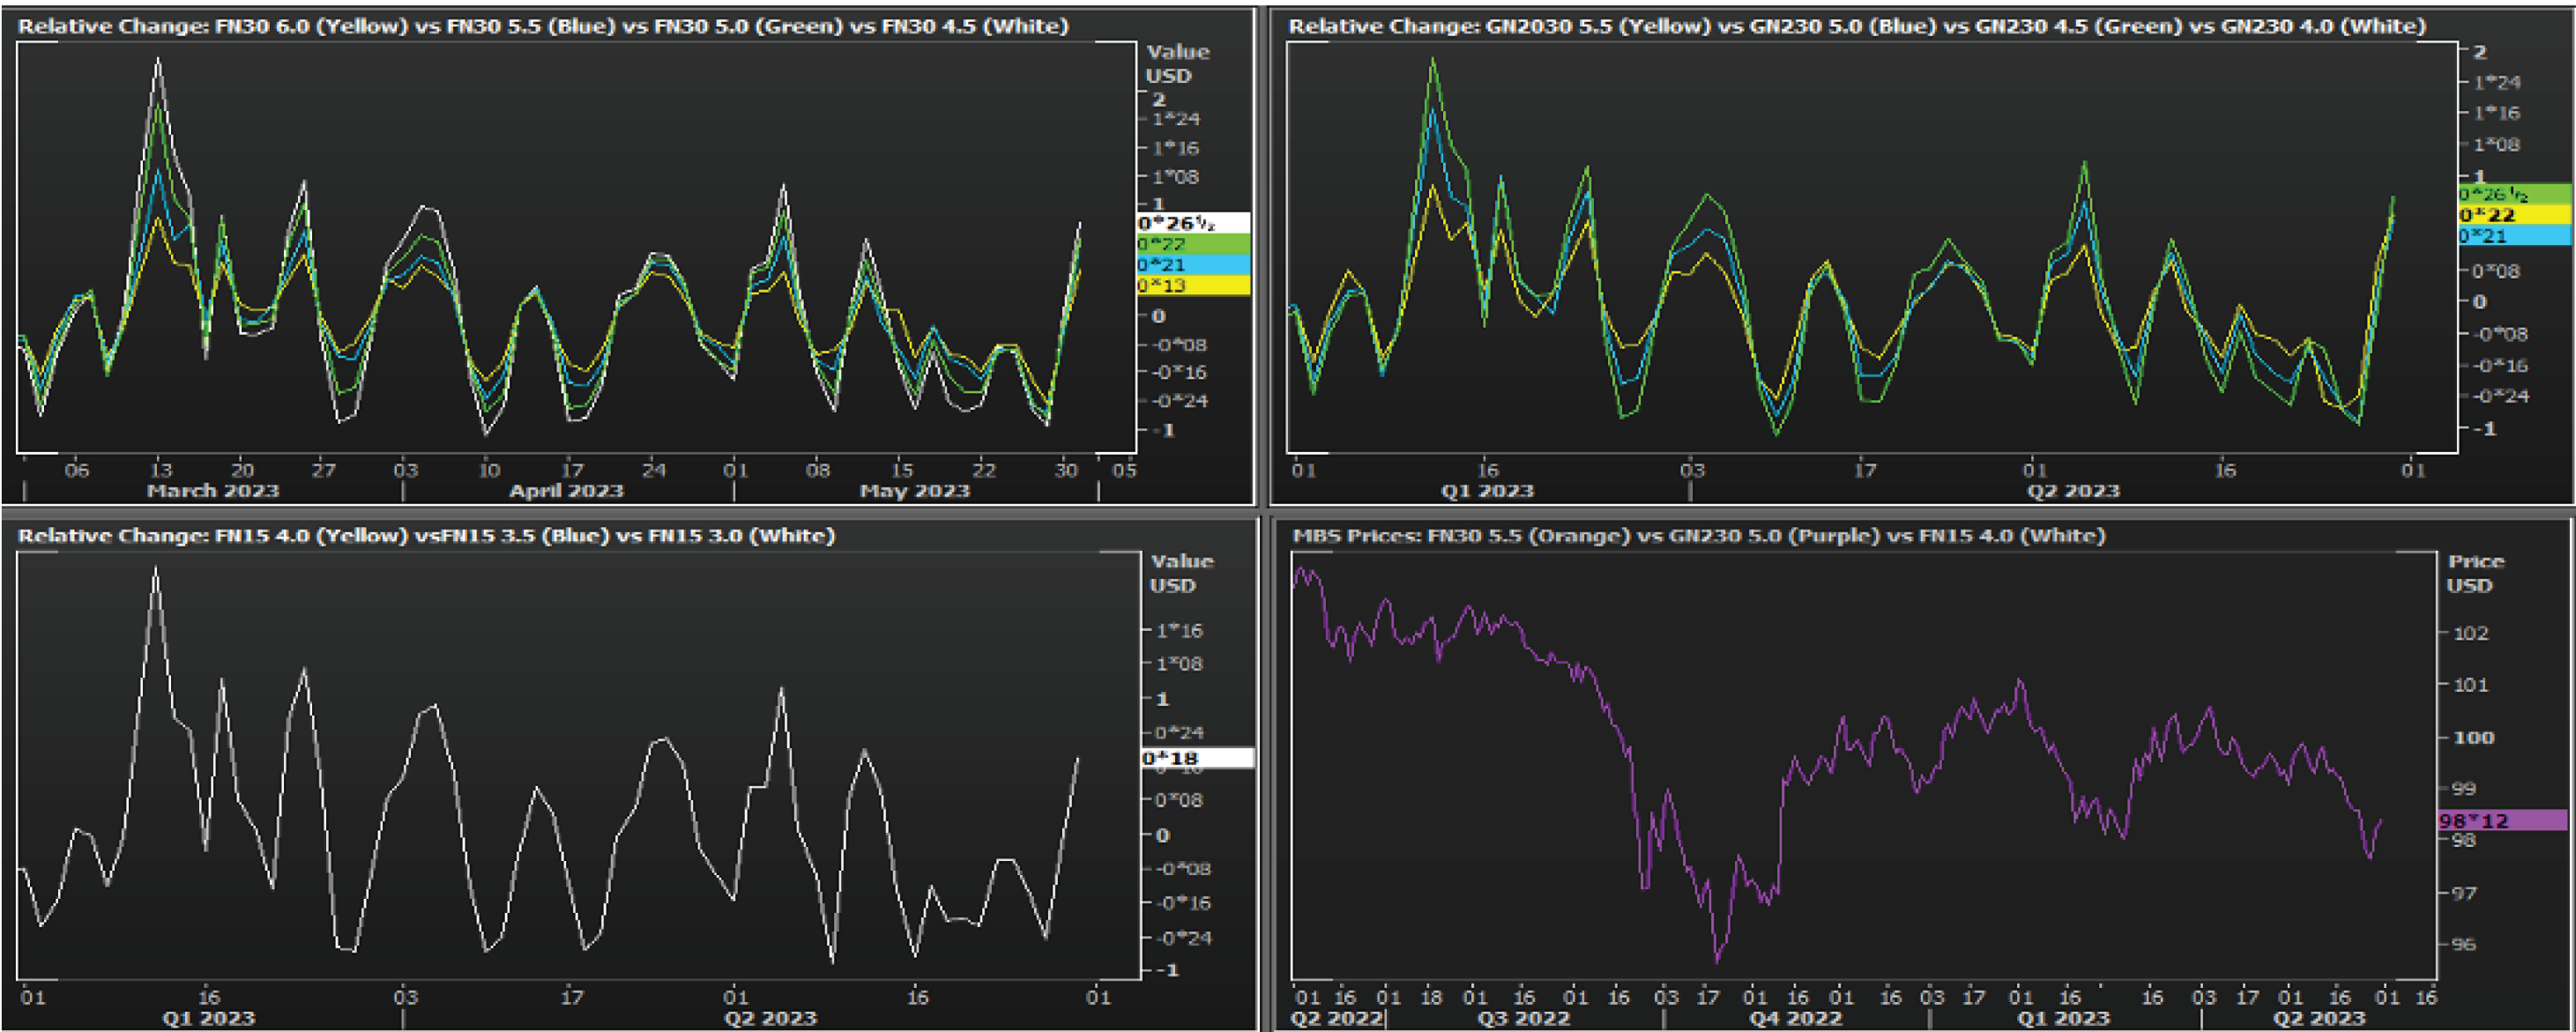 Relative Change: FN30 6.0 (Yellow) vs FN30 5.5 (Blue) vs FN30 5.0 (Green) vs FN30 4.5 (White)
Value
USD
2
1*24
1*16
1*08
1
0*26½
0*22
0*21
0*13
0
-0*08
-0*16
-0*24
-1
06 13 20 27 03 10 17 24 01 08 15 22 30 05
March 2023 April 2023 May 2023
Relative Change: GN2030 5.5 (Yellow) vs GN230 5.0 (Blue) vs GN230 4.5 (Green) vs GN230 4.0 (White)
2
1*24
1*16
1*08
1
0*26½
0*22
0*21
0*08
0
-0*08
-0*16
-0*24
-1
01 16 03 17 01 16 01
Q1 2023 Q2 2023
Relative Change: FN15 4.0 (Yellow) vsFN15 3.5 (Blue) vs FN15 3.0 (White)
Value
USD
1*16
1*08
1
0*24
0*18
0*08
0
-0*08
-0*16
-0*24
-1
01 16 03 17 01 16 01
Q1 2023 Q2 2023
MBS Prices: FN30 5.5 (Orange) vs GN230 5.0 (Purple) vs FN15 4.0 (White)
Price
USD
102
101
100
99
98*12
98
97
96
01 16 01 18 01 16 01 16 03 17 01 16 01 16 03 17 01 16 16 03 17 01 16 01 16
Q2 2022 Q3 2022 Q4 2022 Q1 2023 Q2 2023